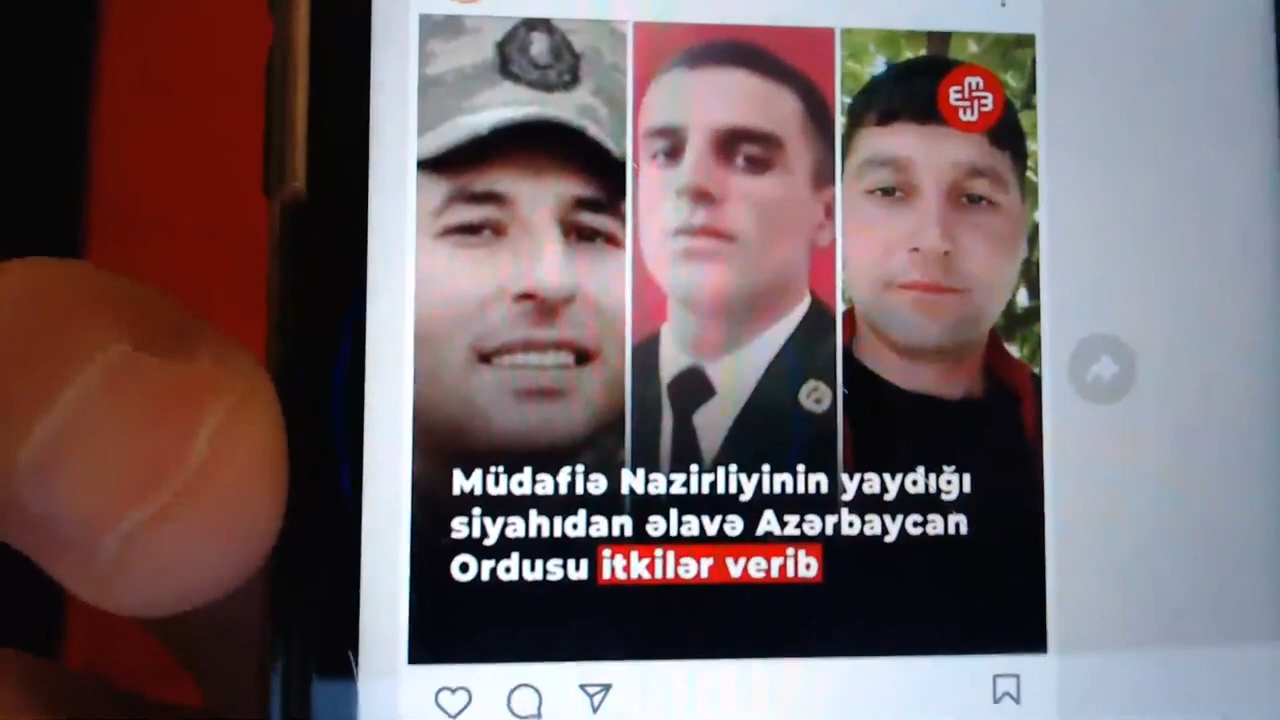 Müdafiə Nazirliyinin yaydığı
siyahıdan əlavə Azərbaycan
Ordusu itkilər verib